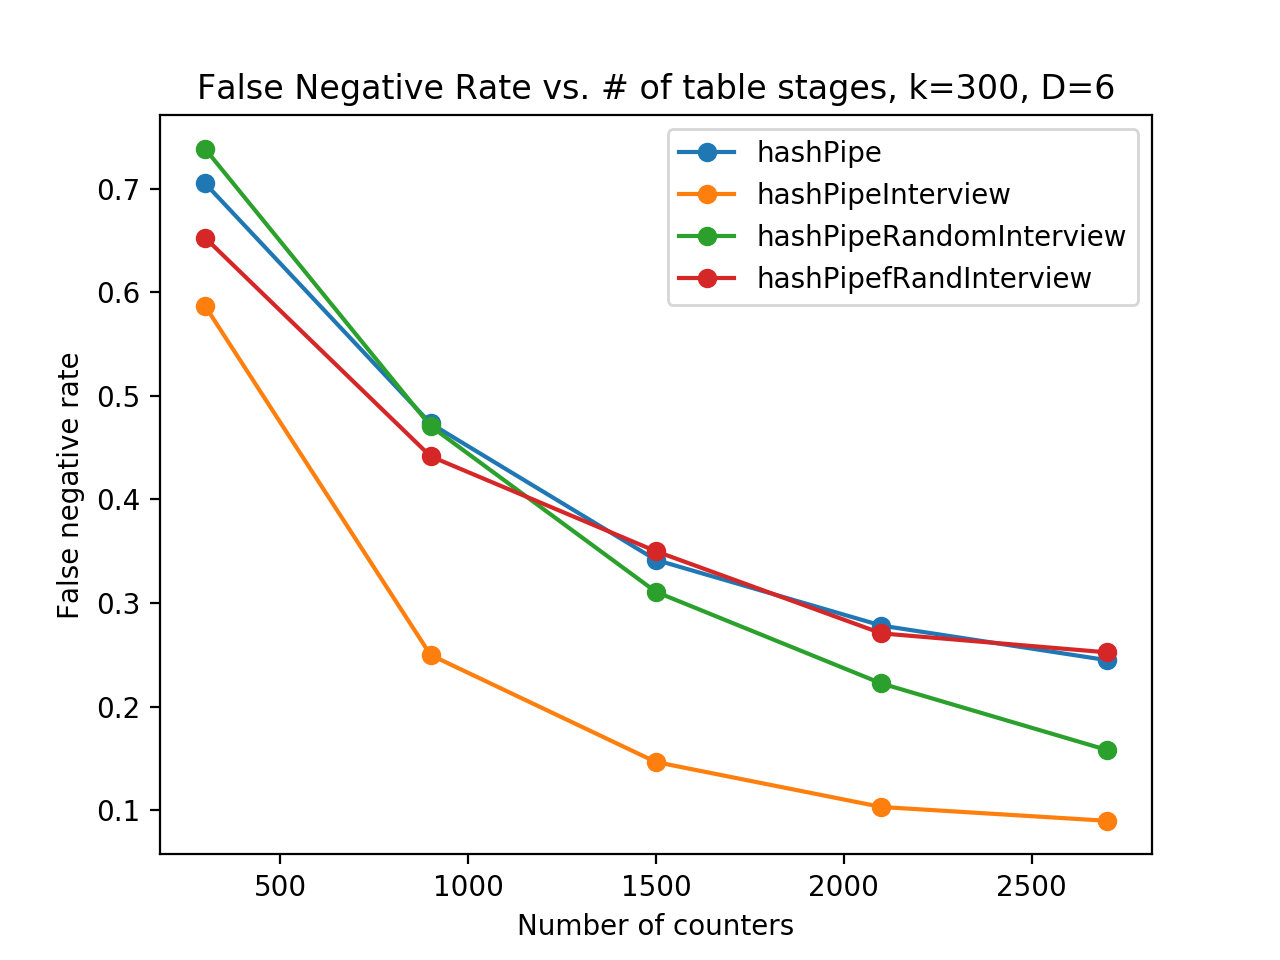 False Negative Rate vs. # of table stages, k=300, D=6
hashPipe
hashPipeInterview
hashPipeRandomInterview
hashPipefRandInterview
0.7
0.6
0.5
0.4
0.3
0.2
0.1
False negative rate
500 1000 1500 2000 2500
Number of counters